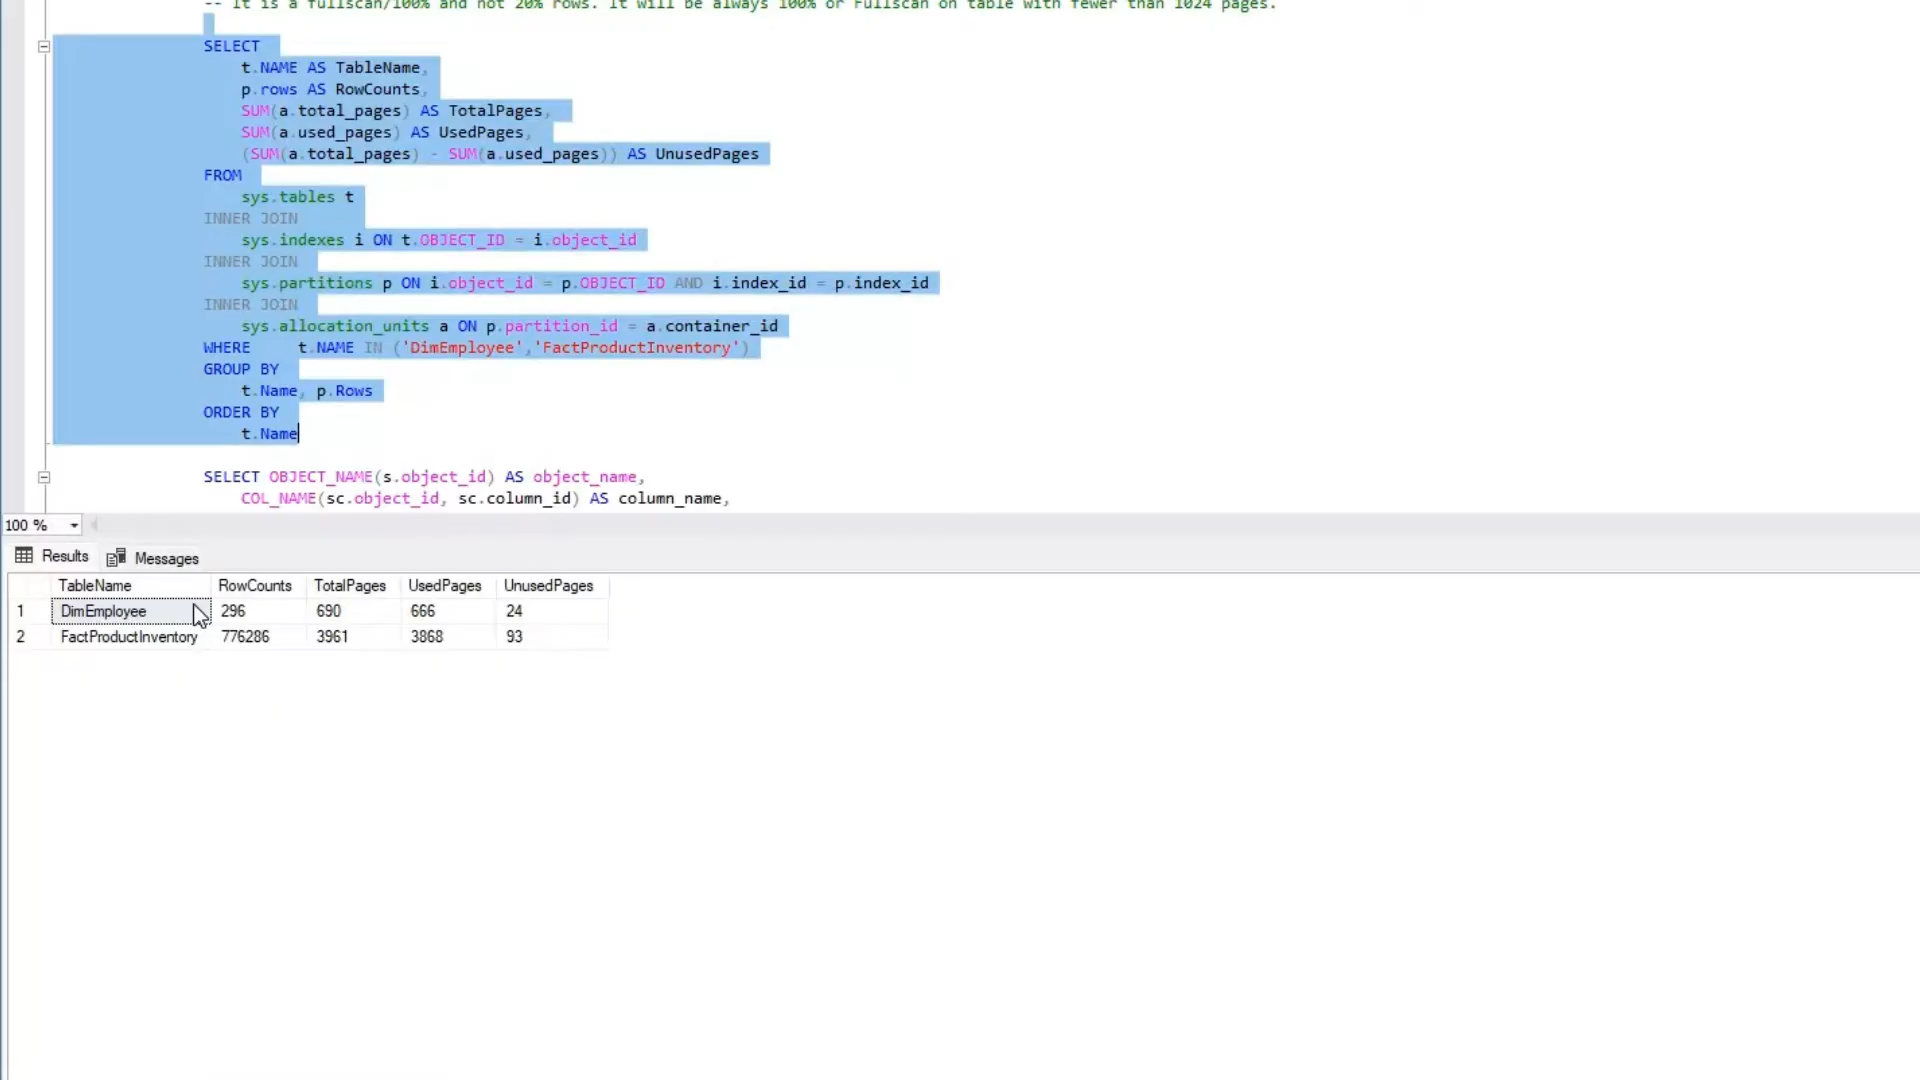 -- It is a fullscan/100% and not 20% rows. It will be always 100% or Fullscan on table with fewer than 1024 pages.
SELECT
t.NAME AS TableName,
p.rows AS RowCounts,
SUM(a.total_pages) AS TotalPages,
SUM(a.used_pages) AS UsedPages,
(SUM(a.total_pages) - SUM(a.used_pages)) AS UnusedPages
FROM
sys.tables t
INNER JOIN
sys.indexes i ON t.OBJECT_ID = i.object_id
INNER JOIN
sys.partitions p ON i.object_id = p.OBJECT_ID AND i.index_id = p.index_id
INNER JOIN
sys.allocation_units a ON p.partition_id = a.container_id
WHERE t.NAME IN ('DimEmployee','FactProductInventory')
GROUP BY
t.Name, p.Rows
ORDER BY
t.Name
SELECT OBJECT_NAME(s.object_id) AS object_name,
COL_NAME(sc.object_id, sc.column_id) AS column_name,
100 %
Results Messages
TableName RowCounts TotalPages UsedPages UnusedPages
1 DimEmployee 296 690 666 24
2 FactProductInventory 776286 3961 3868 93